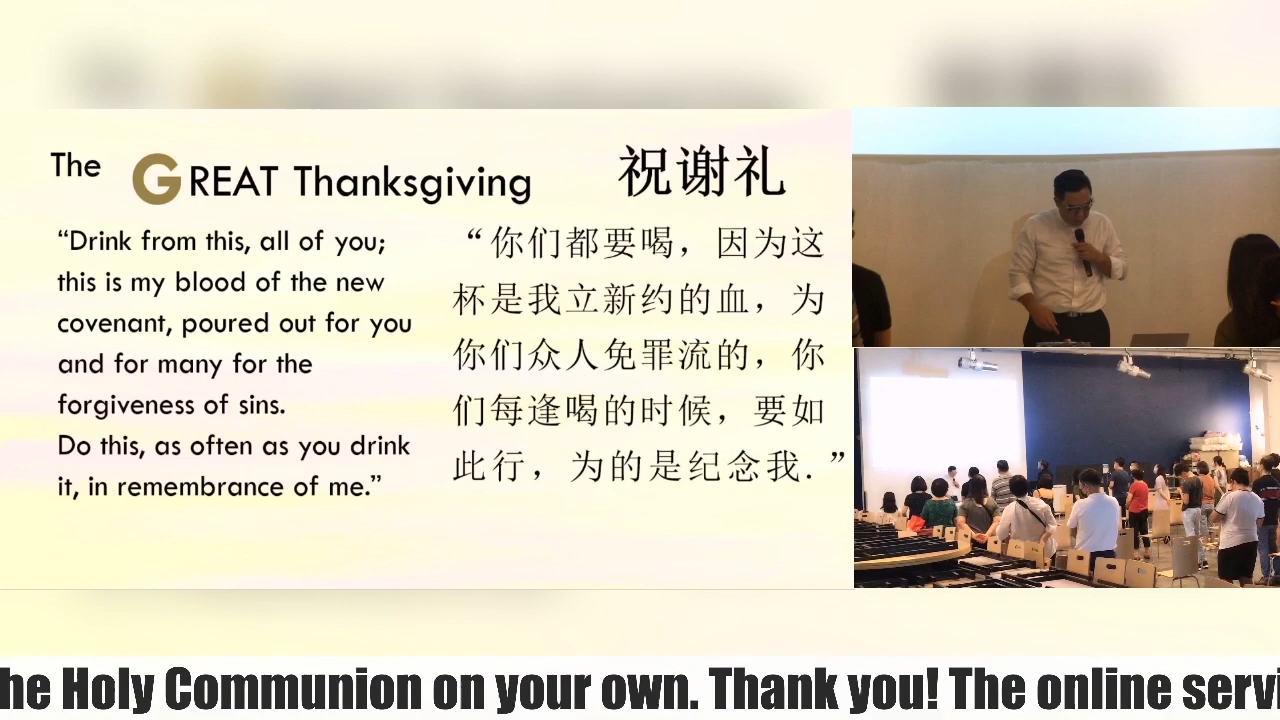 The GREAT Thanksgiving
祝谢礼
“Drink from this, all of you;
this is my blood of the new
covenant, poured out for you
and for many for the
forgiveness of sins.
Do this, as often as you drink
it, in remembrance of me.”
“你们都要喝，因为这
杯是我立新约的血，为
你们众人免罪流的，你
们每逢喝的时候，要如
此行，为的是纪念我.”
he Holy Communion on your own. Thank you! The online servi